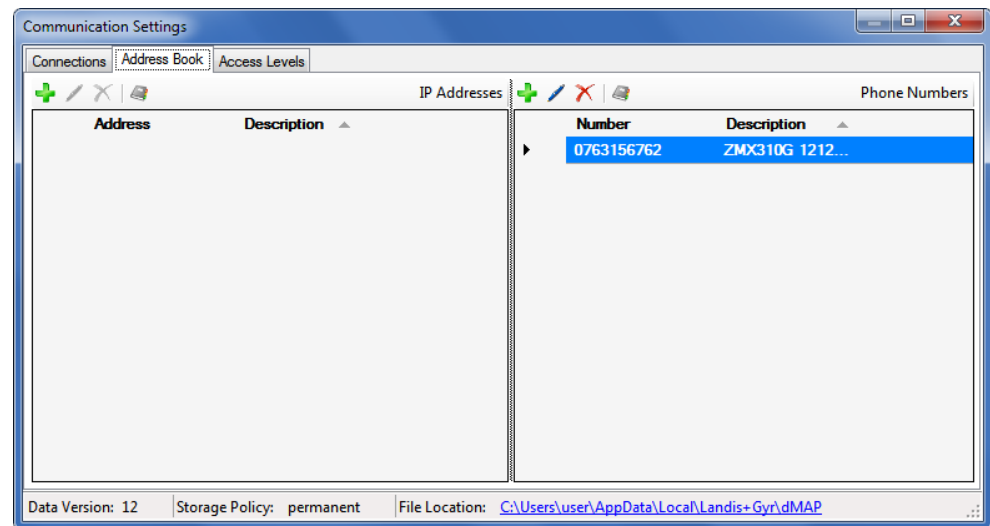 Communication Settings
Connections Address Book Access Levels
IP Addresses
Address Description
Phone Numbers
Number Description
0763156762 ZMX310G 1212...
Data Version: 12 Storage Policy: permanent File Location: C:\Users\user\AppData\Local\Landis+Gyr\dMAP